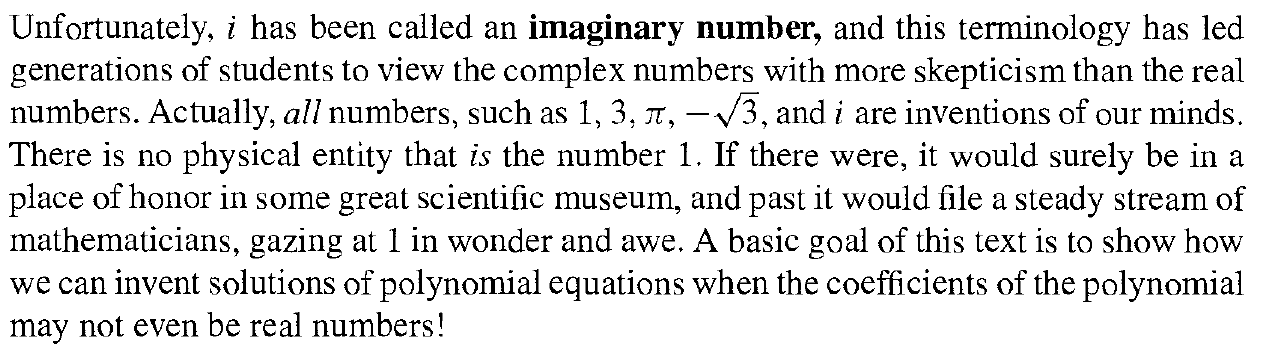 Unfortunately, i has been called an imaginary number, and this terminology has led
generations of students to view the complex numbers with more skepticism than the real
numbers. Actually, all numbers, such as 1, 3, π, −√3, and i are inventions of our minds.
There is no physical entity that is the number 1. If there were, it would surely be in a
place of honor in some great scientific museum, and past it would file a steady stream of
mathematicians, gazing at 1 in wonder and awe. A basic goal of this text is to show how
we can invent solutions of polynomial equations when the coefficients of the polynomial
may not even be real numbers!